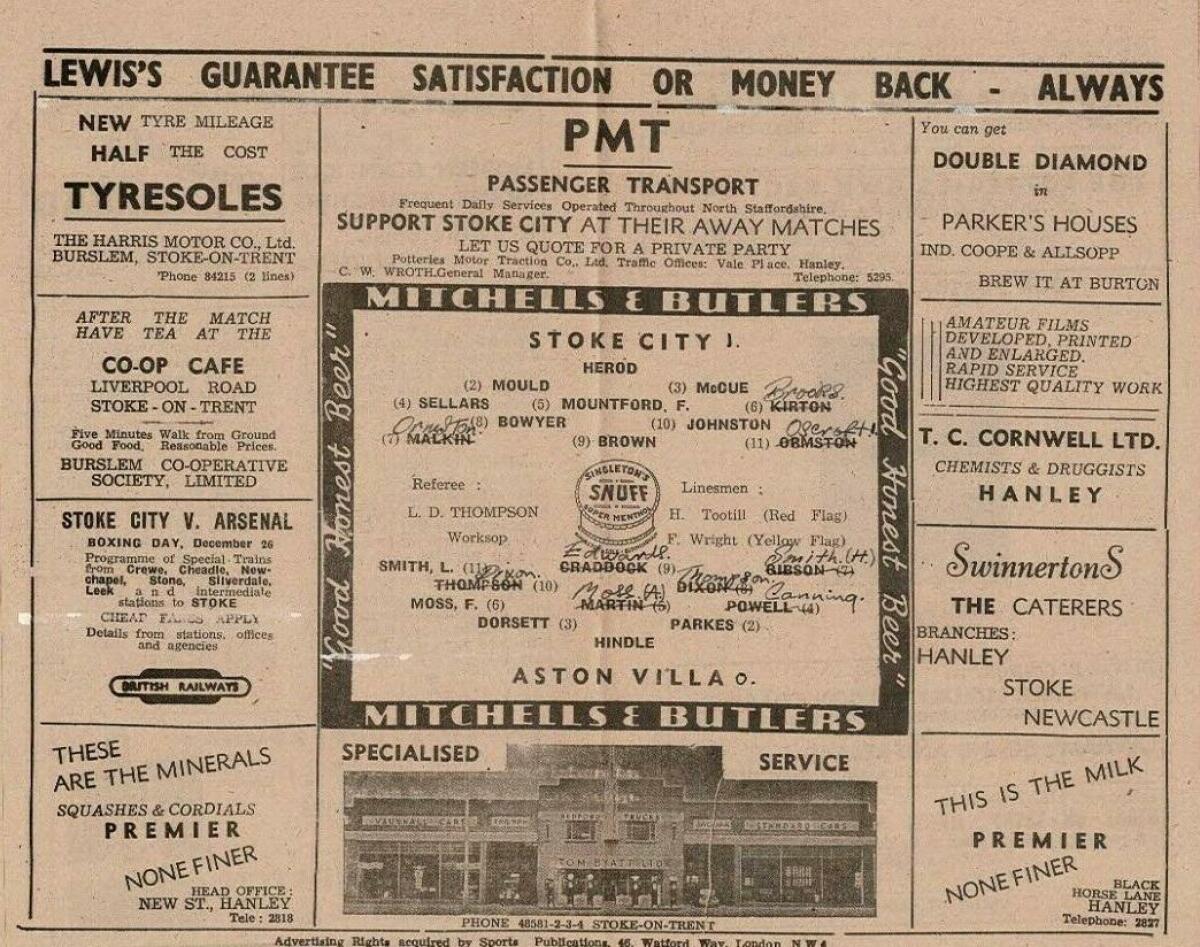 LEWIS'S GUARANTEE SATISFACTION OR MONEY BACK - ALWAYS
NEW TYRE MILEAGE
HALF THE COST
TYRESOLES
THE HARRIS MOTOR CO., Ltd.
BURSLEM, STOKE-ON-TRENT
'Phone 84215 (2 lines)
AFTER THE MATCH
HAVE TEA AT THE
CO-OP CAFE
LIVERPOOL ROAD
STOKE-ON-TRENT
Five Minutes Walk from Ground
Good Food. Reasonable Prices.
BURSLEM CO-OPERATIVE
SOCIETY, LIMITED
STOKE CITY V. ARSENAL
BOXING DAY, December 26
Programme of Special Trains
from Crewe, Cheadle, New-
chapel, Stone, Silverdale,
Leek and intermediate
stations to STOKE
CHEAP FARES APPLY
Details from stations, offices
and agencies
BRITISH RAILWAYS
THESE
ARE THE MINERALS
SQUASHES & CORDIALS
PREMIER
NONE FINER
HEAD OFFICE:
NEW ST., HANLEY
Tele: 2818
PMT
PASSENGER TRANSPORT
Frequent Daily Services Operated Throughout North Staffordshire.
SUPPORT STOKE CITY AT THEIR AWAY MATCHES
LET US QUOTE FOR A PRIVATE PARTY
Potteries Motor Traction Co., Ltd. Traffic Offices: Vale Place, Hanley.
C. W. WROTH. General Manager. Telephone: 5295.
MITCHELLS & BUTLERS
"Good Honest Beer"
STOKE CITY 1.
HEROD
(2) MOULD (3) McCUE Brooks.
(4) SELLARS (5) MOUNTFORD, F. (6) KIRTON
Ormston (8) BOWYER (10) JOHNSTON Oscroft
(7) MALKIN (9) BROWN (11) ORMSTON
SINGLETON'S
SNUFF
SUPER MENTHOL
Referee :
L. D. THOMPSON
Worksop
Linesmen :
H. Tootill (Red Flag)
F. Wright (Yellow Flag)
Edwards. Smith.(H)
SMITH, L. (11) CRADDOCK (9) GIBSON (7)
Dixon. Thompson.
THOMPSON (10) DIXON (8)
Moss.(A) Canning.
MOSS, F. (6) MARTIN (5) POWELL (4)
DORSETT (3) PARKES (2)
HINDLE
ASTON VILLA 0.
"Good Honest Beer"
MITCHELLS & BUTLERS
SPECIALISED SERVICE
VAUXHALL CARS TRIUMPH BEDFORD TRUCKS STANDARD CARS
TOM BYATT LTD
PHONE 48581-2-3-4 STOKE-ON-TRENT
You can get
DOUBLE DIAMOND
in
PARKER'S HOUSES
IND. COOPE & ALLSOPP
BREW IT AT BURTON
AMATEUR FILMS
DEVELOPED, PRINTED
AND ENLARGED.
RAPID SERVICE
HIGHEST QUALITY WORK
T. C. CORNWELL LTD.
CHEMISTS & DRUGGISTS
HANLEY
SwinnertonS
THE CATERERS
BRANCHES:
HANLEY
STOKE
NEWCASTLE
THIS IS THE MILK
PREMIER
NONE FINER
BLACK
HORSE LANE
HANLEY
Telephone: 2827
Advertising Rights acquired by Sports Publications, 46, Watford Way, London N W 4